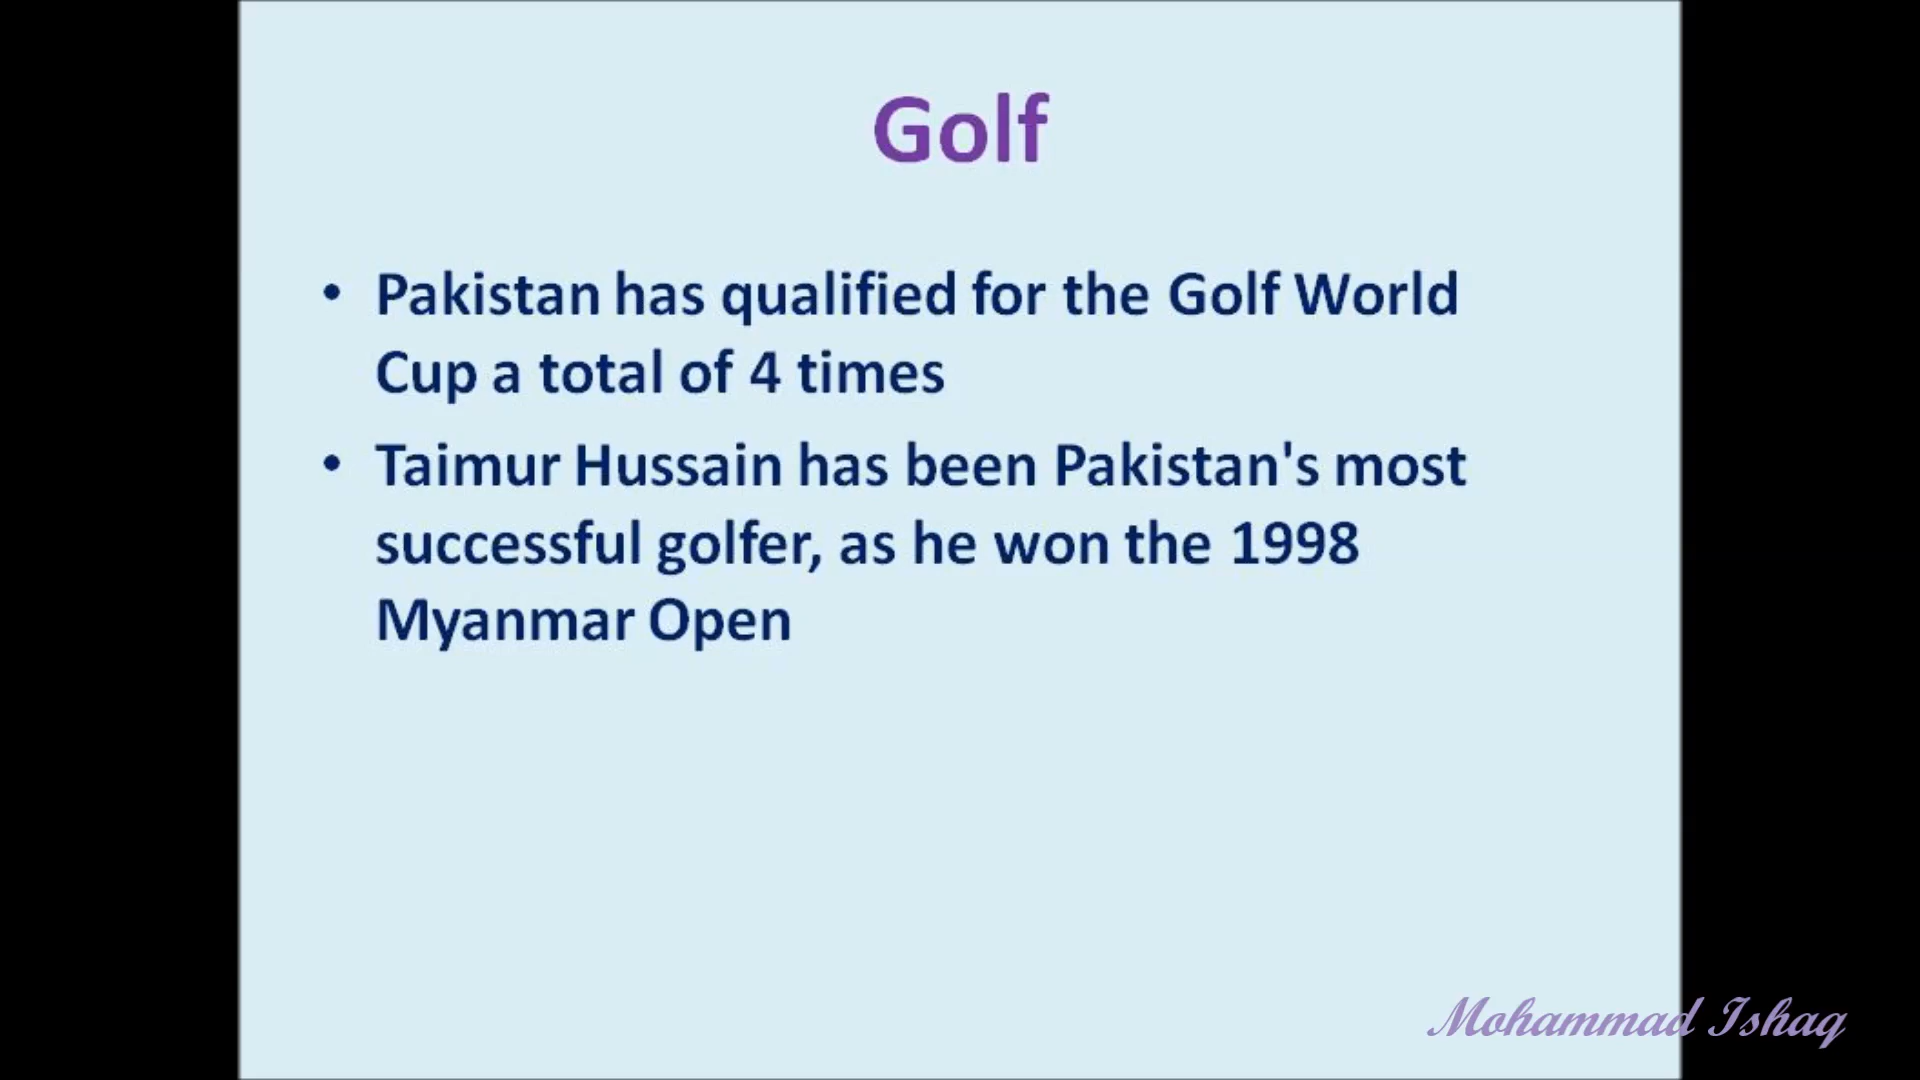 Golf
• Pakistan has qualified for the Golf World
Cup a total of 4 times
• Taimur Hussain has been Pakistan's most
successful golfer, as he won the 1998
Myanmar Open
Mohammad Ishaq